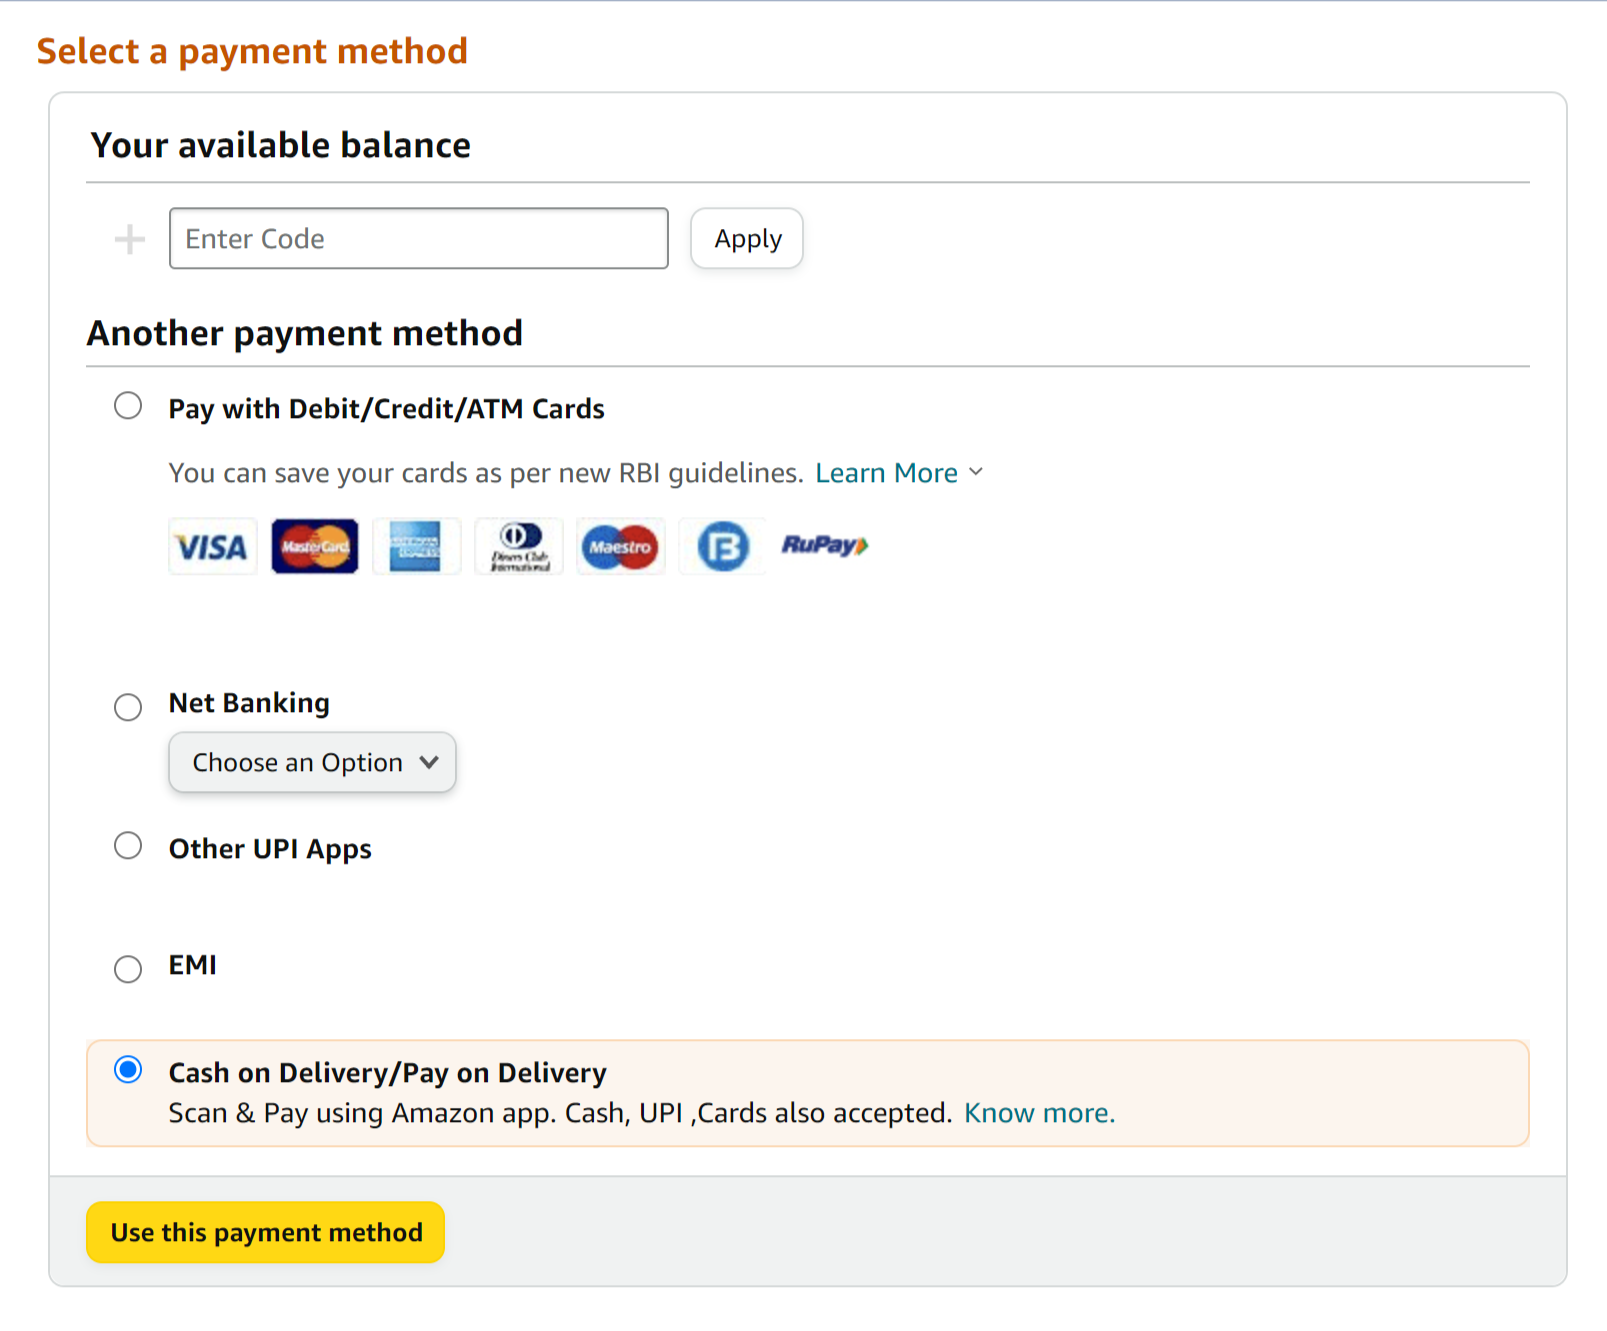 Select a payment method
Your available balance
Enter Code
Apply
Another payment method
Pay with Debit/Credit/ATM Cards
You can save your cards as per new RBI guidelines. Learn More
VISA MasterCard AMERICAN EXPRESS Diners Club International Maestro B RuPay
Net Banking
Choose an Option
Other UPI Apps
EMI
Cash on Delivery/Pay on Delivery
Scan & Pay using Amazon app. Cash, UPI ,Cards also accepted. Know more.
Use this payment method